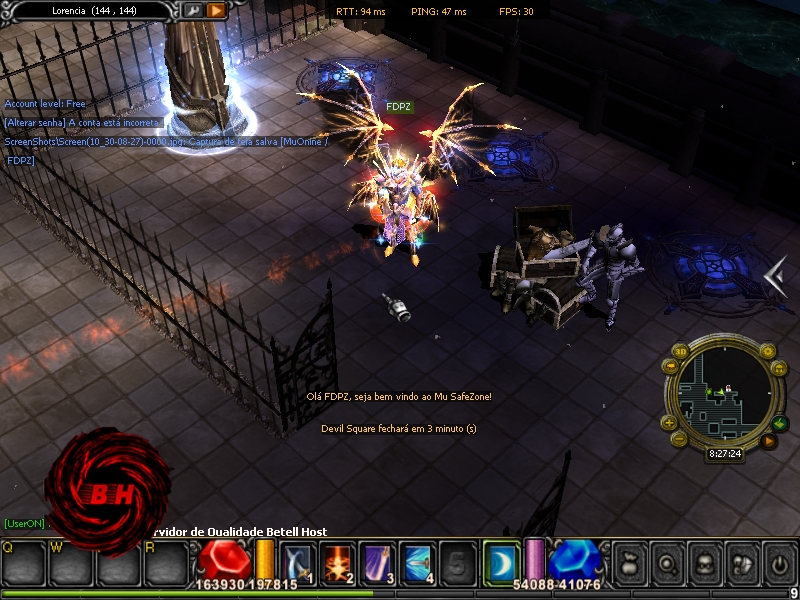 Lorencia (144 , 144)
RTT: 94 ms PING: 47 ms FPS: 30
FDPZ
Account level: Free
[Alterar senha] A conta está incorreta
ScreenShots\Screen(10_30-08-27)-0000.jpg: Captura de tela salva [MuOnline /
FDPZ]
3D
8:27:24
Olá FDPZ, seja bem vindo ao Mu SafeZone!
Devil Square fechará em 3 minuto (s)
BH
[UserON]
rvidor de Qualidade Betell Host
Q W R
1 2 3 4 5
163930 197815 54088 41076
9